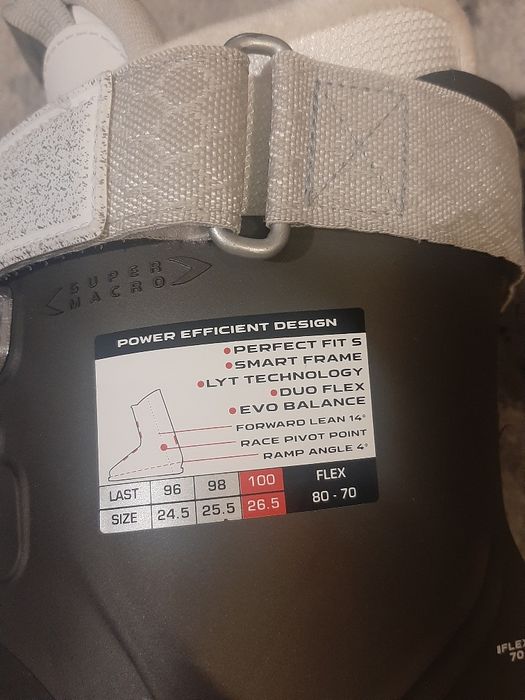 SUPER
MACRO
POWER EFFICIENT DESIGN
•PERFECT FIT S
•SMART FRAME
•LYT TECHNOLOGY
•DUO FLEX
•EVO BALANCE
FORWARD LEAN 14°
RACE PIVOT POINT
RAMP ANGLE 4°
LAST 96 98 100 FLEX
SIZE 24.5 25.5 26.5 80 - 70
70